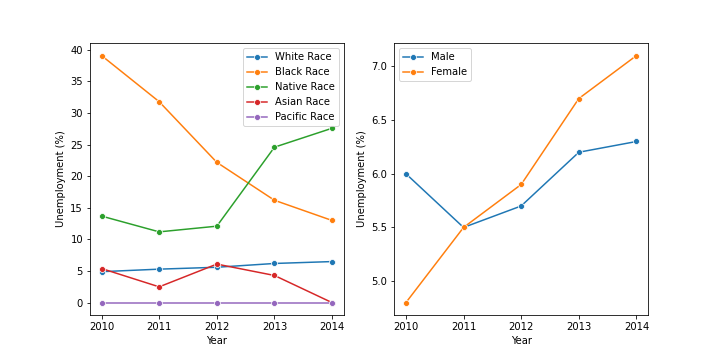 40
35
30
25
20
15
10
5
0
Unemployment (%)
White Race
Black Race
Native Race
Asian Race
Pacific Race
2010 2011 2012 2013 2014
Year
7.0
6.5
6.0
5.5
5.0
Unemployment (%)
Male
Female
2010 2011 2012 2013 2014
Year